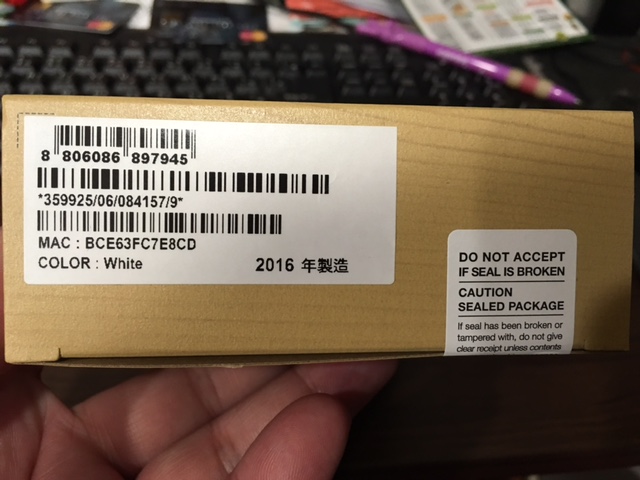 8 806086 897945
*359925/06/084157/9*
MAC : BCE63FC7E8CD
COLOR : White
2016 年製造
DO NOT ACCEPT
IF SEAL IS BROKEN
CAUTION
SEALED PACKAGE
If seal has been broken or
tampered with, do not give
clear receipt unless contents